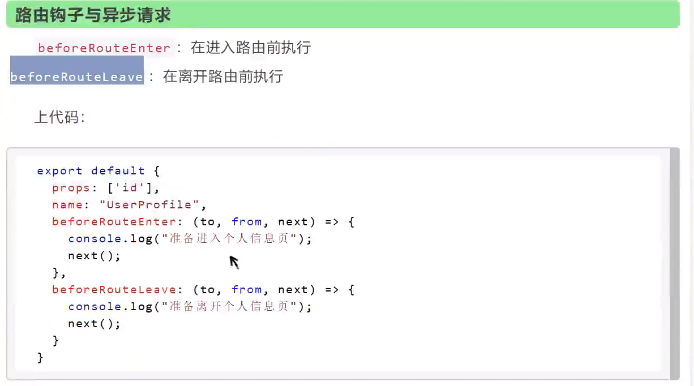 路由钩子与异步请求
beforeRouteEnter：在进入路由前执行
beforeRouteLeave：在离开路由前执行
上代码：
export default {
  props: ['id'],
  name: "UserProfile",
  beforeRouteEnter: (to, from, next) => {
    console.log("准备进入个人信息页");
    next();
  },
  beforeRouteLeave: (to, from, next) => {
    console.log("准备离开个人信息页");
    next();
  }
}